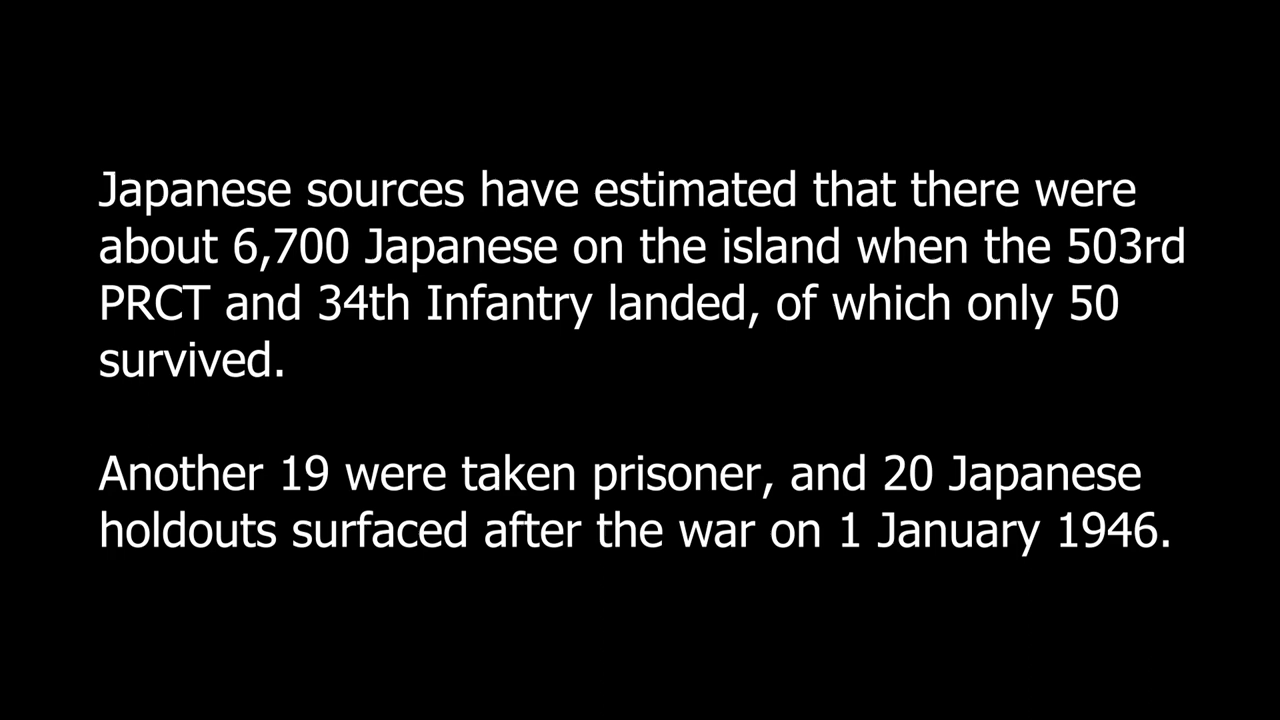 Japanese sources have estimated that there were
about 6,700 Japanese on the island when the 503rd
PRCT and 34th Infantry landed, of which only 50
survived.
Another 19 were taken prisoner, and 20 Japanese
holdouts surfaced after the war on 1 January 1946.